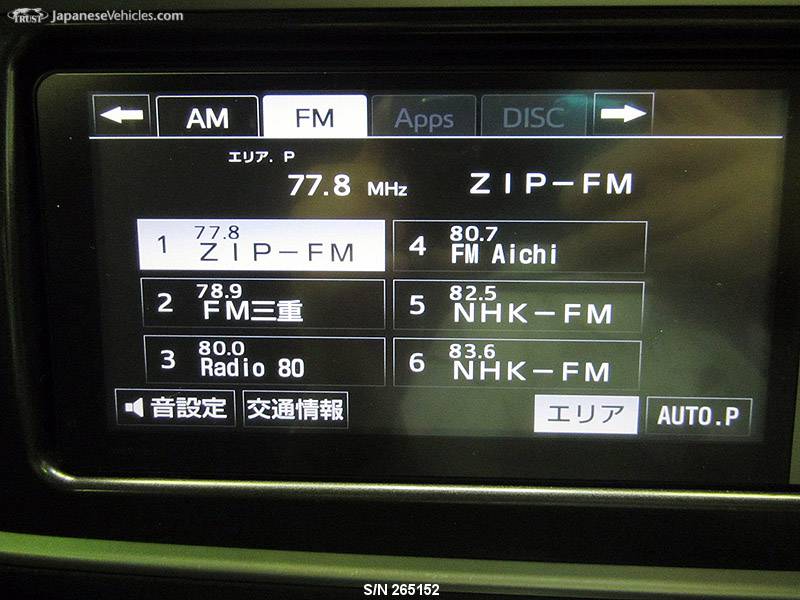 TRUST JapaneseVehicles.com
AM FM Apps DISC
エリア. P
77.8 MHz ZIP-FM
1 77.8 ZIP-FM
4 80.7 FM Aichi
2 78.9 FM三重
5 82.5 NHK-FM
3 80.0 Radio 80
6 83.6 NHK-FM
音設定 交通情報 エリア AUTO.P
S/N 265152